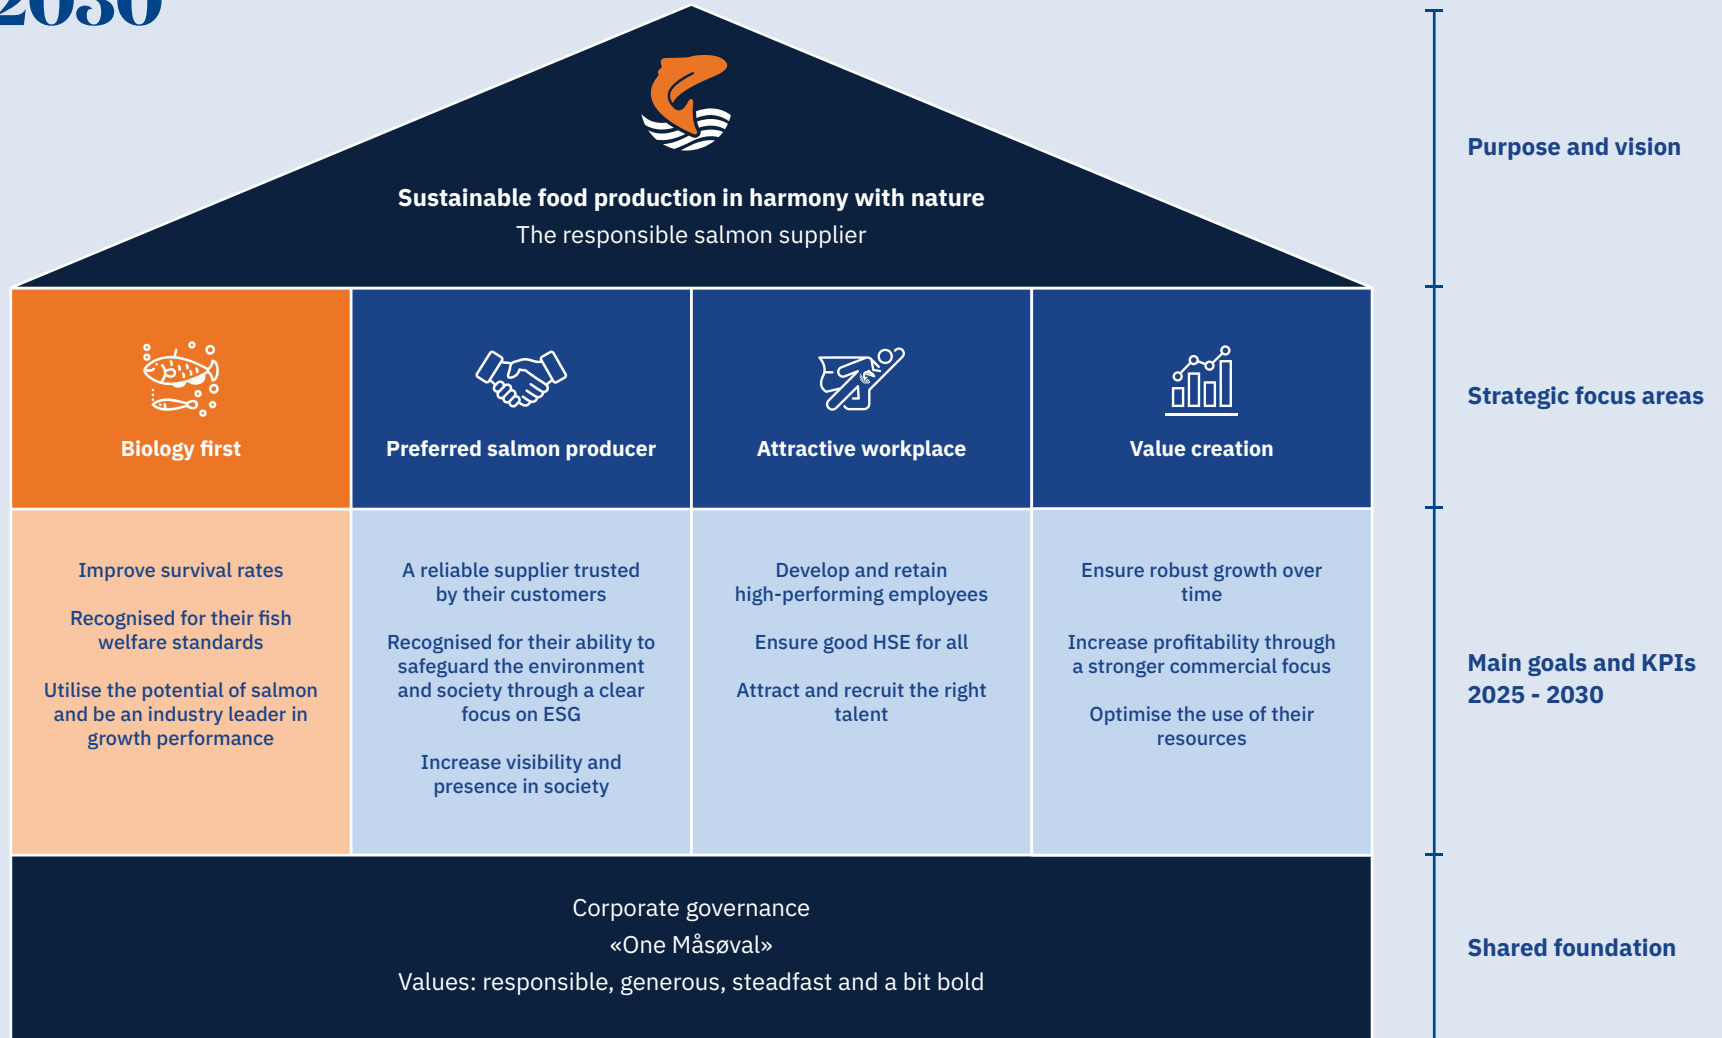 2030
Sustainable food production in harmony with nature
The responsible salmon supplier
Purpose and vision
Biology first
Preferred salmon producer
Attractive workplace
Value creation
Strategic focus areas
Improve survival rates
Recognised for their fish
welfare standards
Utilise the potential of salmon
and be an industry leader in
growth performance
A reliable supplier trusted
by their customers
Recognised for their ability to
safeguard the environment
and society through a clear
focus on ESG
Increase visibility and
presence in society
Develop and retain
high-performing employees
Ensure good HSE for all
Attract and recruit the right
talent
Ensure robust growth over
time
Increase profitability through
a stronger commercial focus
Optimise the use of their
resources
Main goals and KPIs
2025 - 2030
Corporate governance
«One Måsøval»
Values: responsible, generous, steadfast and a bit bold
Shared foundation